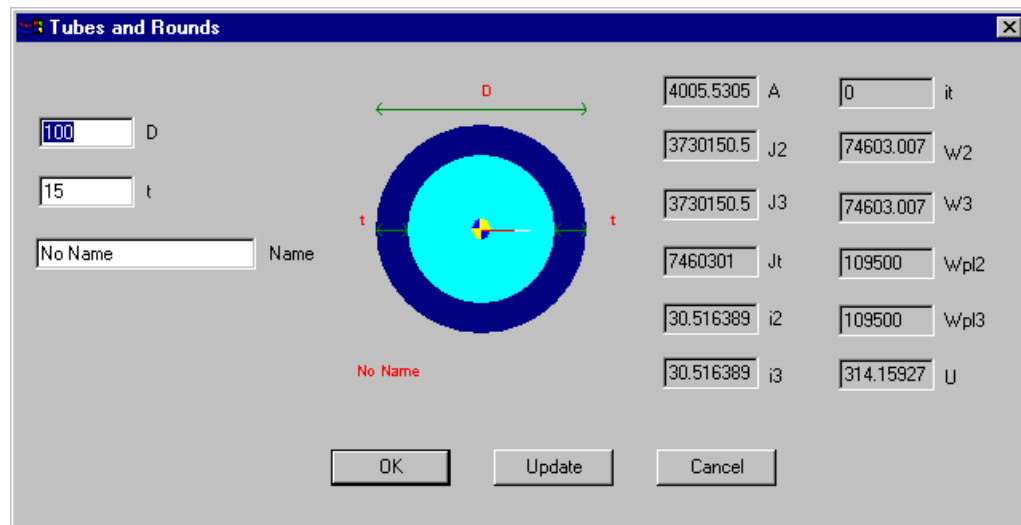 Tubes and Rounds
100 D
15 t
No Name Name
D
t t
No Name
4005.5305 A 0 it
3730150.5 J2 74603.007 W2
3730150.5 J3 74603.007 W3
7460301 Jt 109500 Wpl2
30.516389 i2 109500 Wpl3
30.516389 i3 314.15927 U
OK Update Cancel